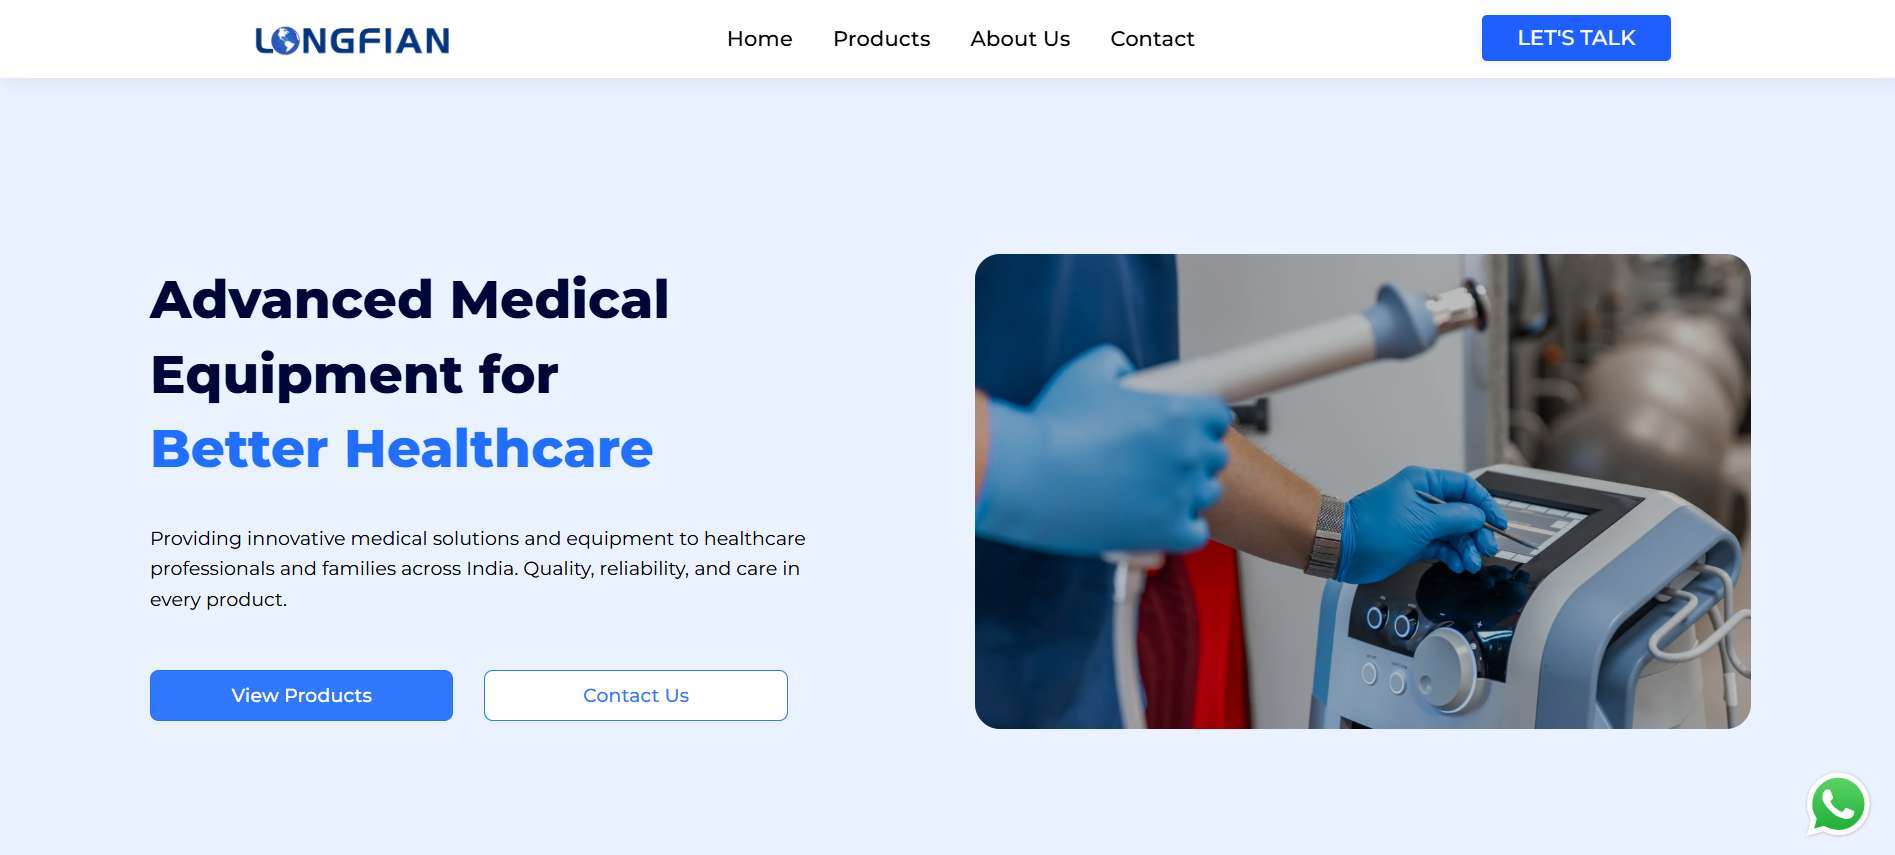 LONGFIAN
Home
Products
About Us
Contact
LET'S TALK
Advanced Medical
Equipment for
Better Healthcare
Providing innovative medical solutions and equipment to healthcare
professionals and families across India. Quality, reliability, and care in
every product.
View Products
Contact Us